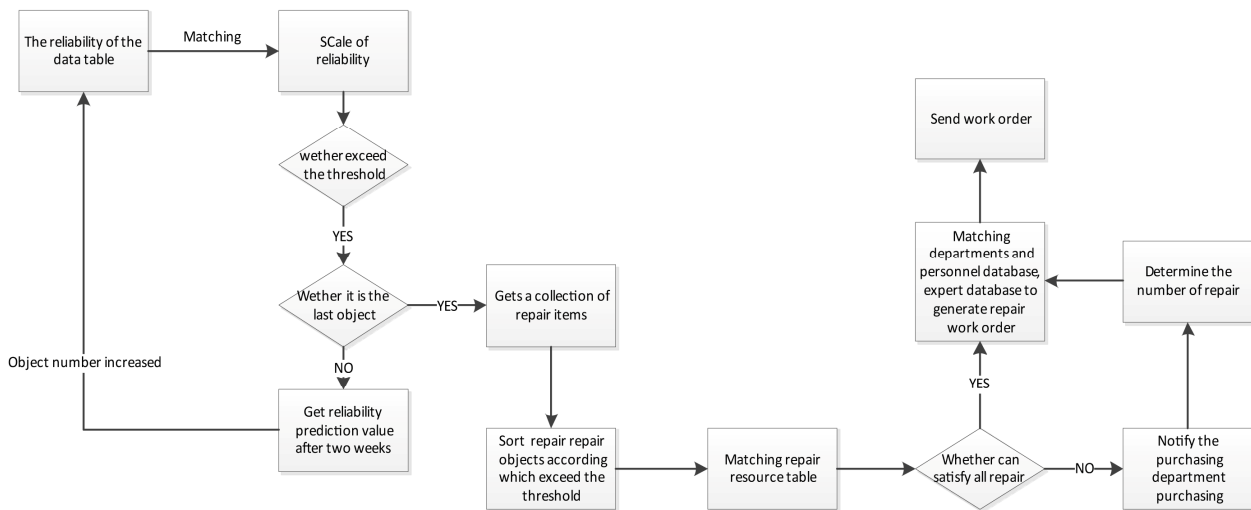 The reliability of the
data table
Matching
SCale of
reliability
wether exceed
the threshold
YES
Wether it is the
last object
YES
Gets a collection of
repair items
NO
Object number increased
Get reliability
prediction value
after two weeks
Sort repair repair
objects according
which exceed the
threshold
Matching repair
resource table
Whether can
satisfy all repair
YES
NO
Notify the
purchasing
department
purchasing
Determine the
number of repair
Matching
departments and
personnel database,
expert database to
generate repair
work order
Send work order